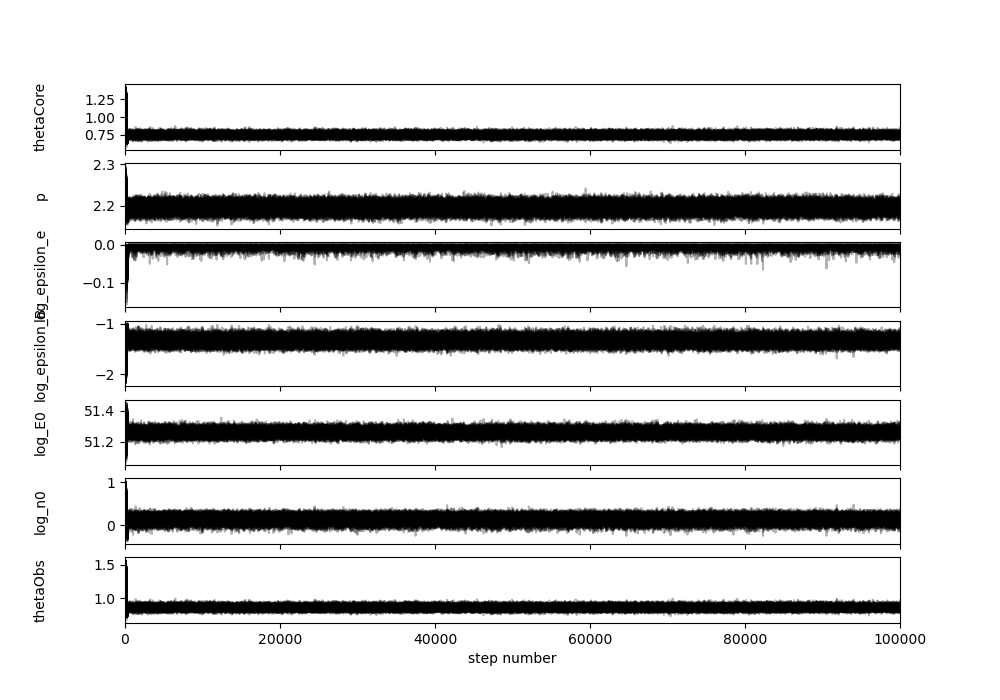 thetaCore
1.25
1.00
0.75
p
2.3
2.2
log_epsilon_e
0.0
−0.1
log_epsilon_B
−1
−2
log_E0
51.4
51.2
log_n0
1
0
thetaObs
1.5
1.0
0 20000 40000 60000 80000 100000
step number